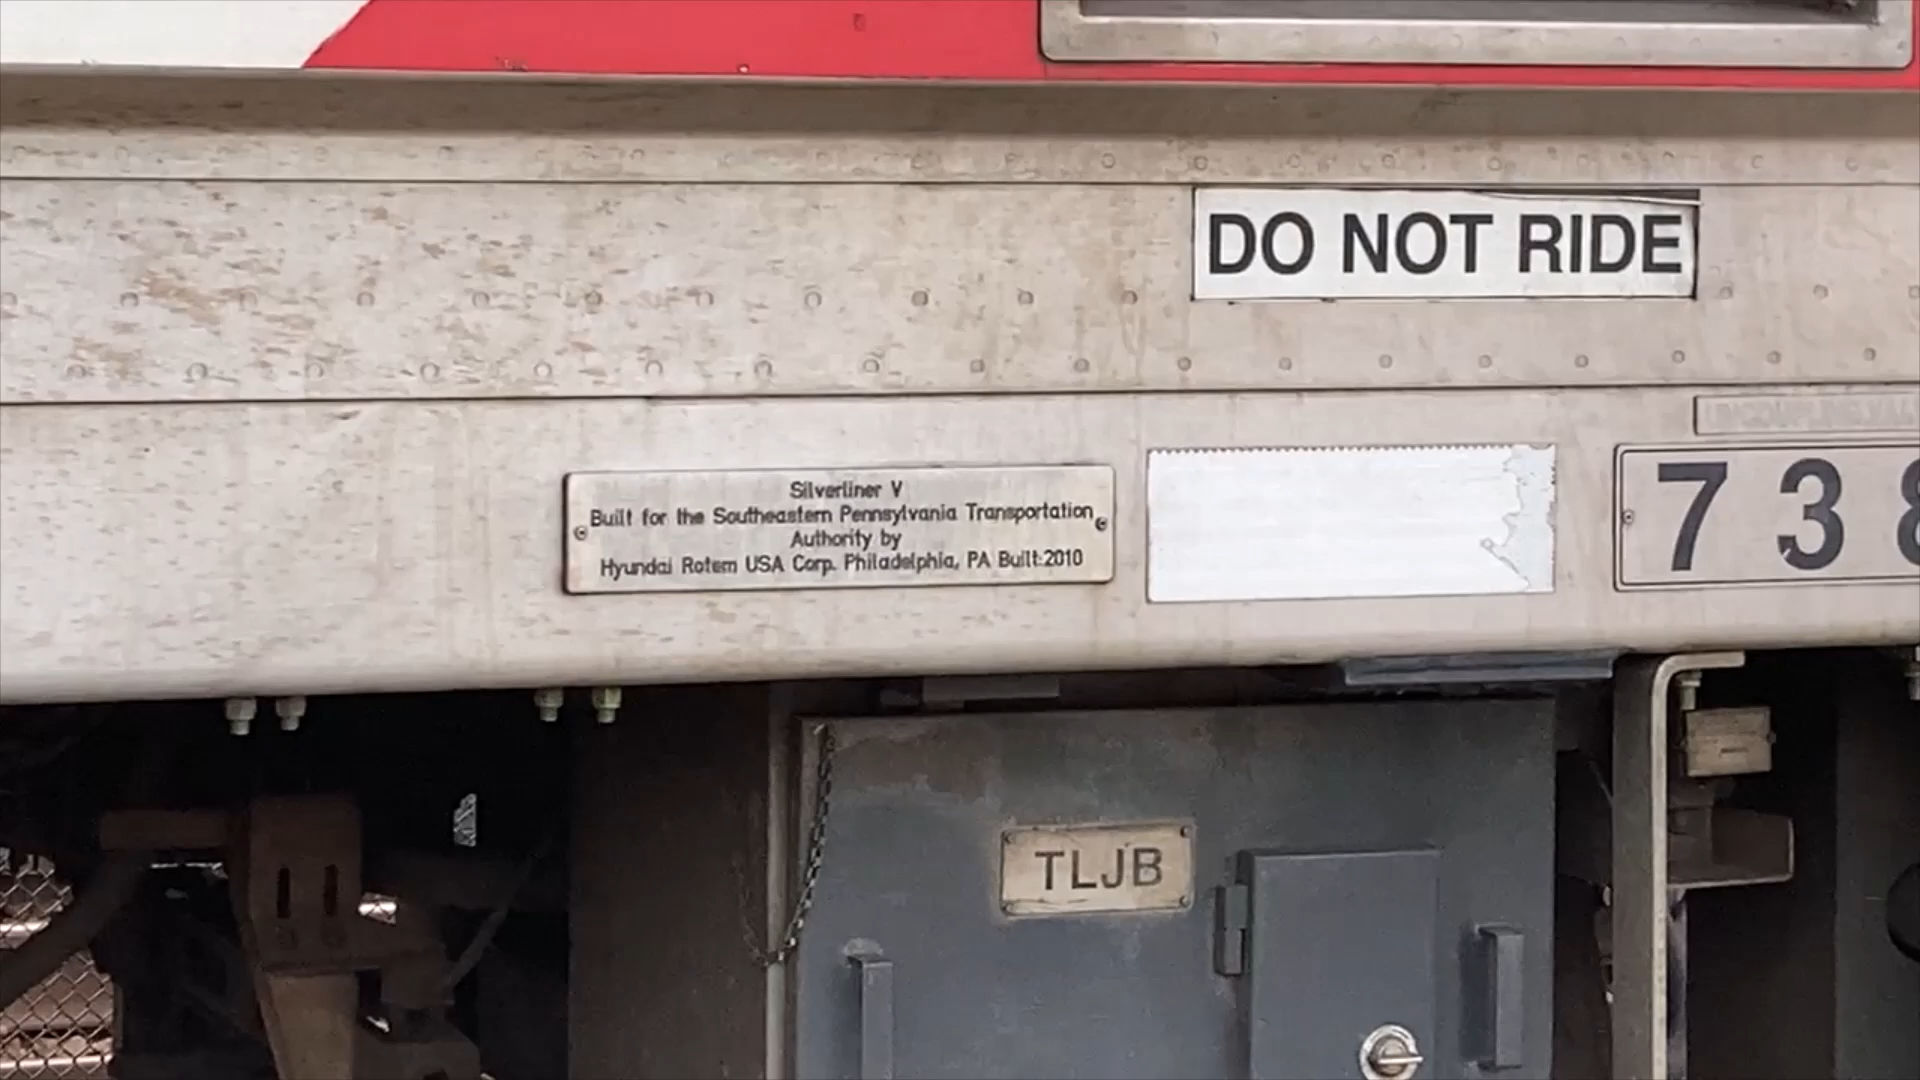 DO NOT RIDE
Silverliner V
Built for the Southeastern Pennsylvania Transportation
Authority by
Hyundai Rotem USA Corp. Philadelphia, PA Built:2010
738
TLJB